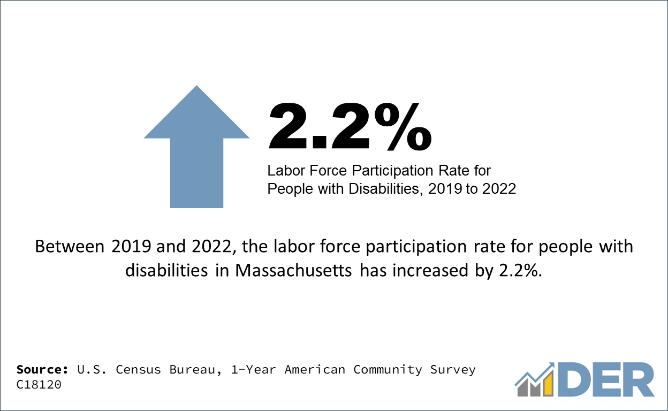 2.2%
Labor Force Participation Rate for
People with Disabilities, 2019 to 2022
Between 2019 and 2022, the labor force participation rate for people with
disabilities in Massachusetts has increased by 2.2%.
Source: U.S. Census Bureau, 1-Year American Community Survey
C18120
DER